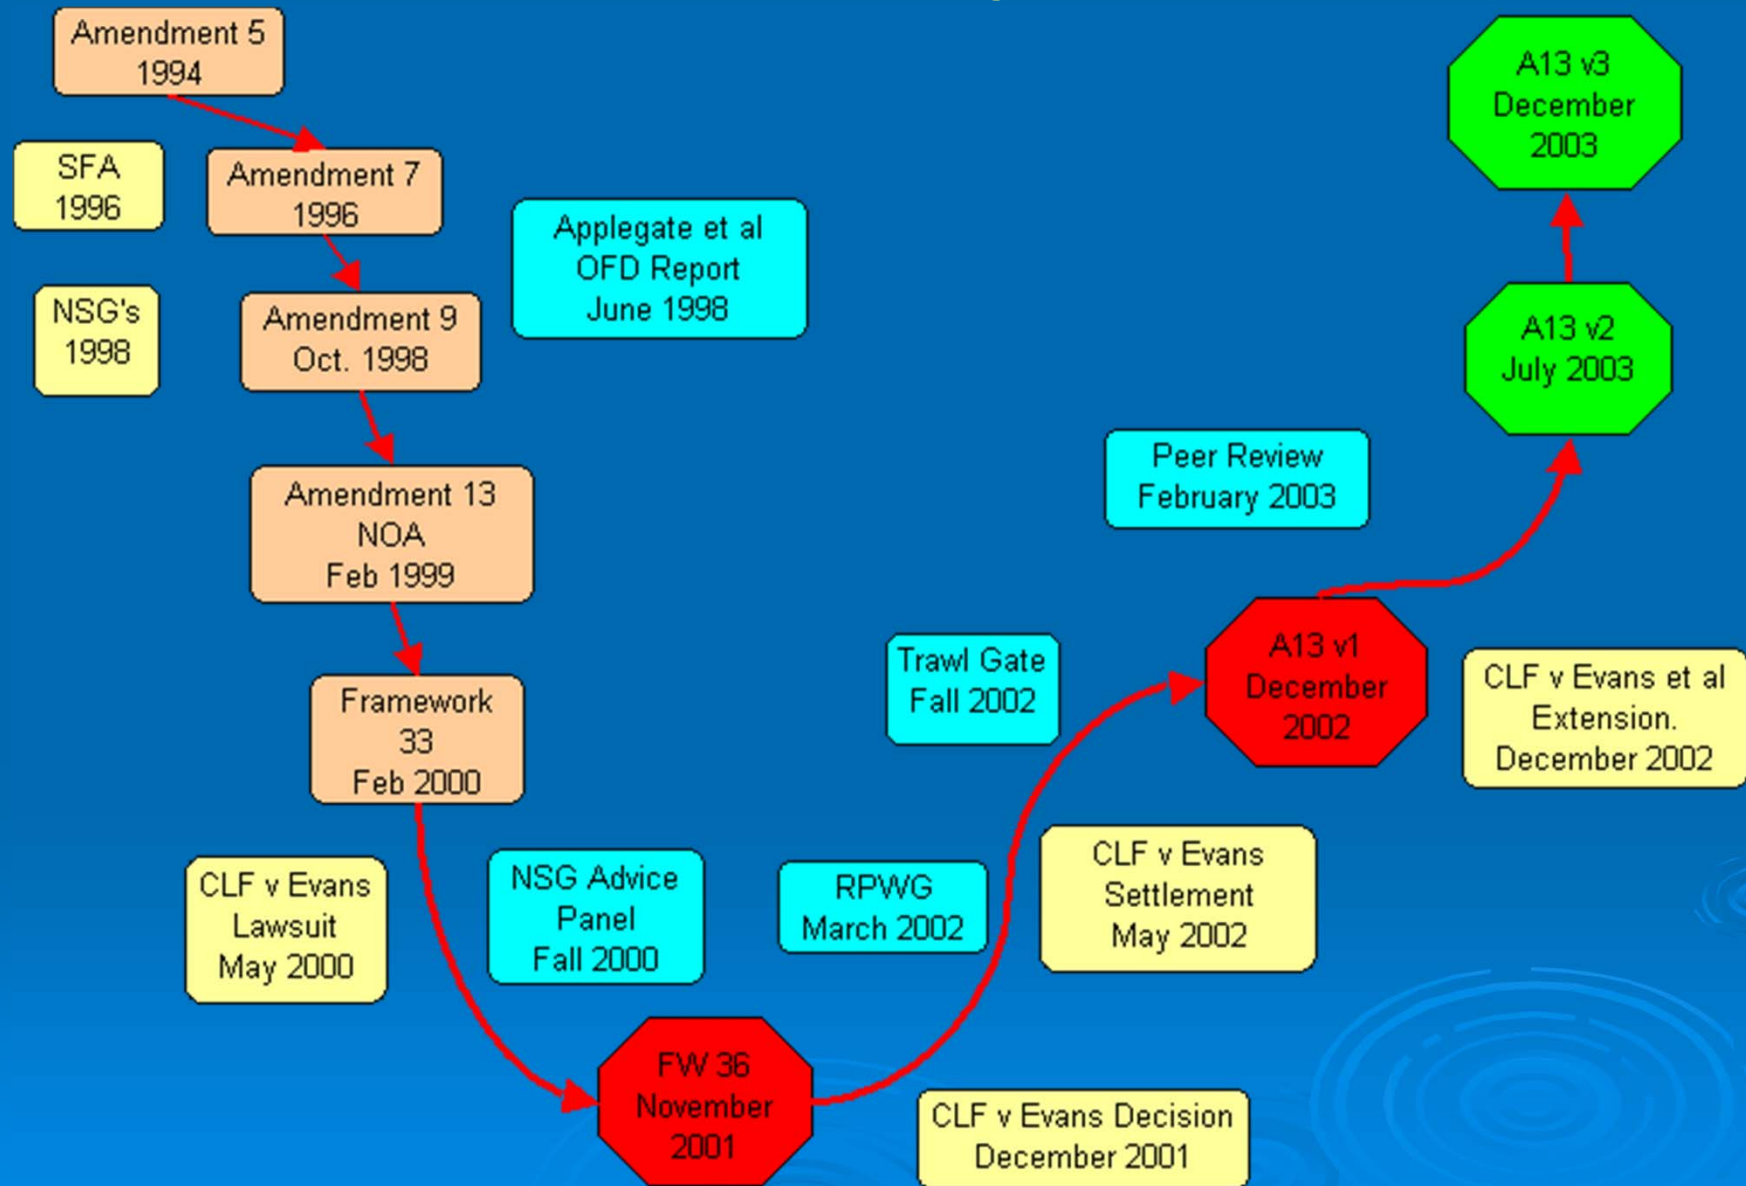 Amendment 5
1994
SFA
1996
Amendment 7
1996
Applegate et al
OFD Report
June 1998
NSG's
1998
Amendment 9
Oct. 1998
Amendment 13
NOA
Feb 1999
Framework
33
Feb 2000
CLF v Evans
Lawsuit
May 2000
NSG Advice
Panel
Fall 2000
FW 36
November
2001
CLF v Evans Decision
December 2001
RPWG
March 2002
CLF v Evans
Settlement
May 2002
Trawl Gate
Fall 2002
A13 v1
December
2002
CLF v Evans et al
Extension.
December 2002
Peer Review
February 2003
A13 v2
July 2003
A13 v3
December
2003